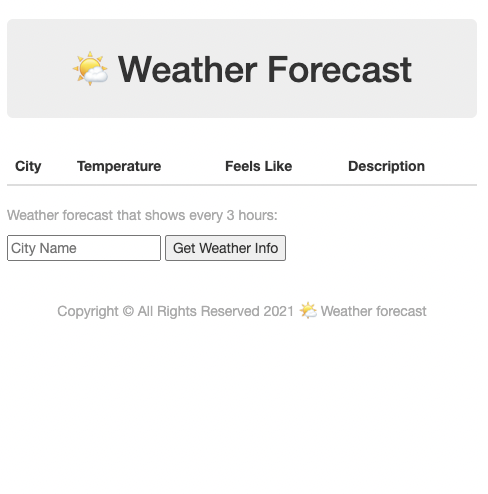 🌤️ Weather Forecast
City Temperature Feels Like Description
Weather forecast that shows every 3 hours:
City Name Get Weather Info
Copyright © All Rights Reserved 2021 🌤️ Weather forecast